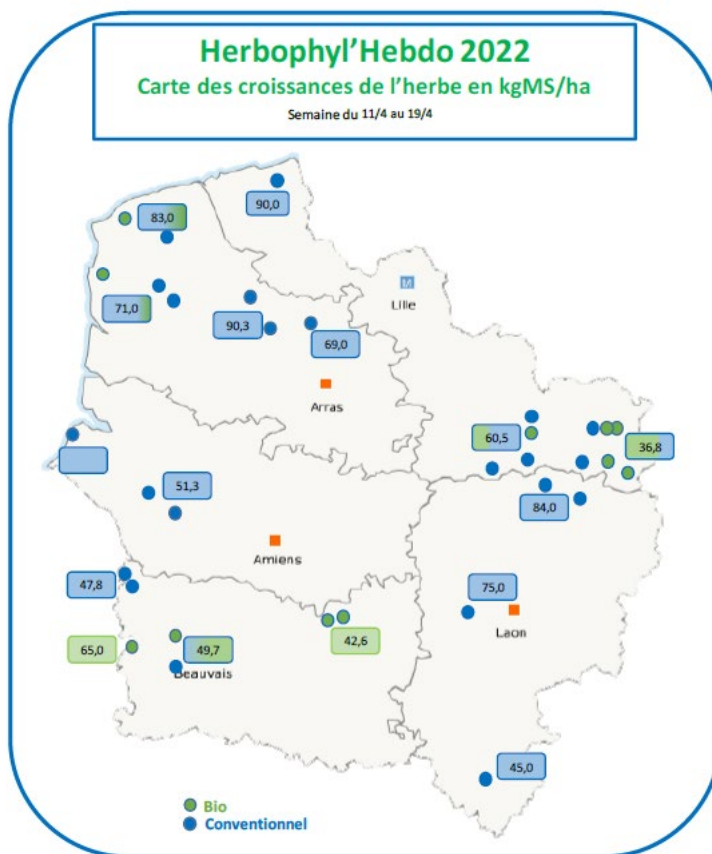 Herbophyl'Hebdo 2022
Carte des croissances de l'herbe en kgMS/ha
Semaine du 11/4 au 19/4
90,0
83,0
Lille
71,0
90,3
69,0
Arras
60,5
36,8
51,3
84,0
Amiens
47,8
75,0
Laon
42,6
65,0
49,7
Beauvais
45,0
Bio
Conventionnel